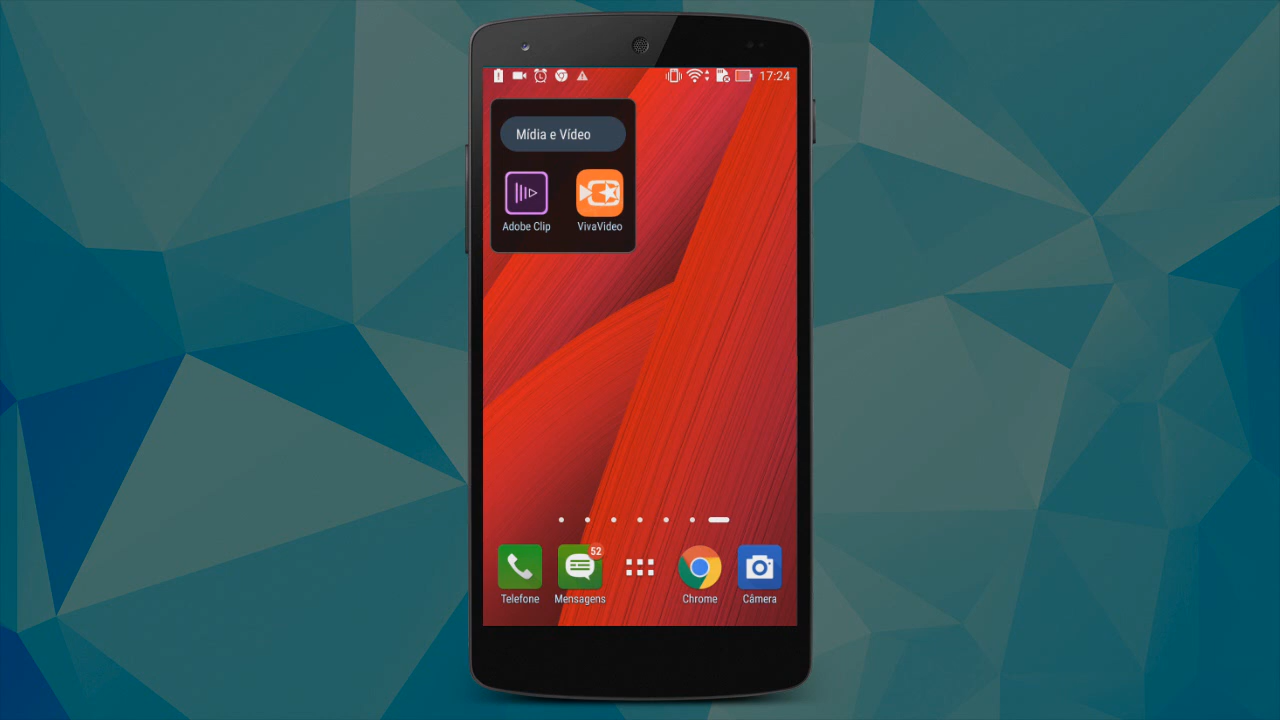 17:24
Mídia e Vídeo
Adobe Clip
VivaVideo
52
Telefone
Mensagens
Chrome
Câmera